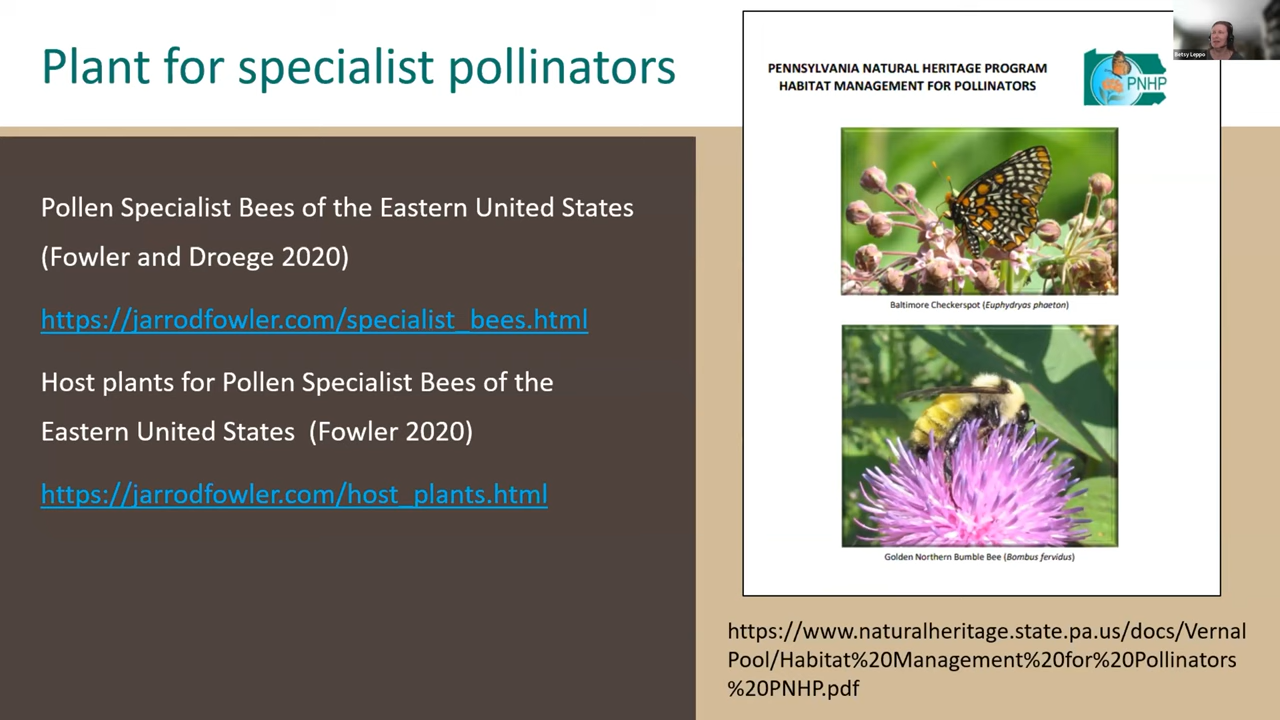 Plant for specialist pollinators
Pollen Specialist Bees of the Eastern United States
(Fowler and Droege 2020)
https://jarrodfowler.com/specialist_bees.html
Host plants for Pollen Specialist Bees of the
Eastern United States (Fowler 2020)
https://jarrodfowler.com/host_plants.html
PENNSYLVANIA NATURAL HERITAGE PROGRAM
HABITAT MANAGEMENT FOR POLLINATORS
PNHP
Baltimore Checkerspot (Euphydryas phaeton)
Golden Northern Bumble Bee (Bombus fervidus)
https://www.naturalheritage.state.pa.us/docs/Vernal
Pool/Habitat%20Management%20for%20Pollinators
%20PNHP.pdf
Betsy Leppo